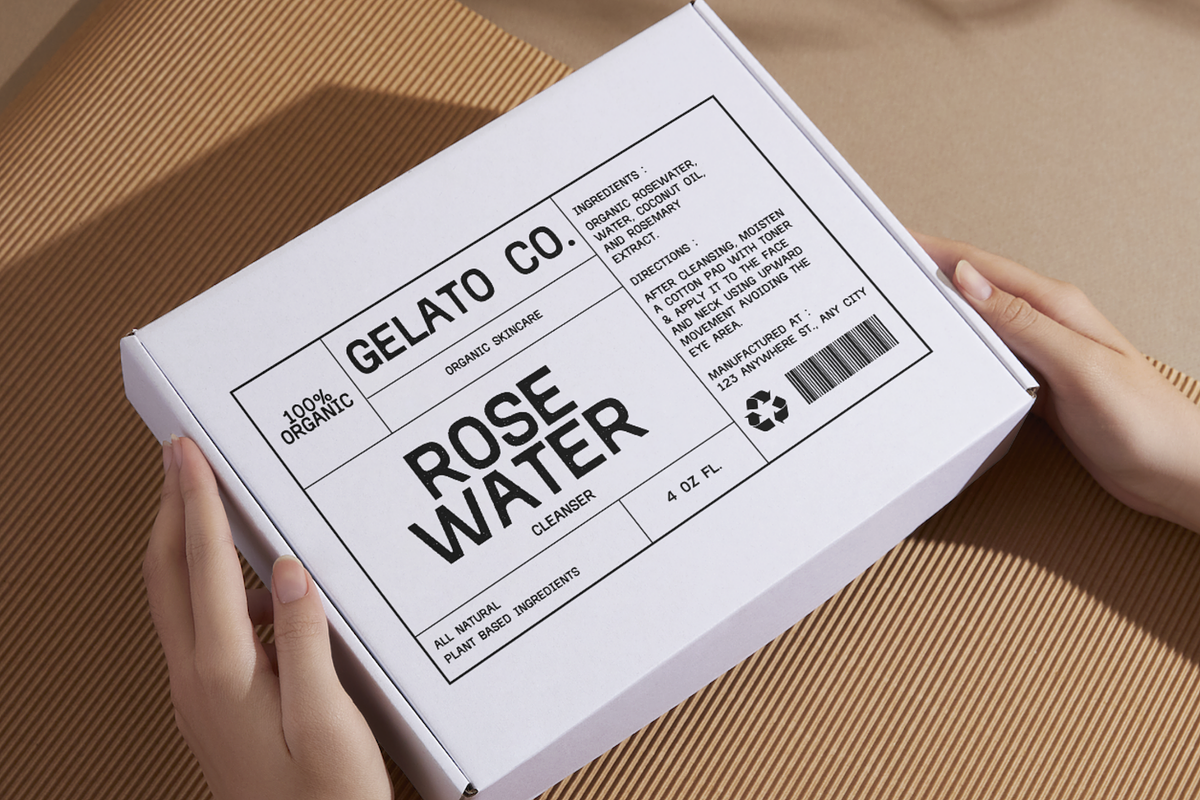 100%
ORGANIC
GELATO CO.
ORGANIC SKINCARE
ROSE
WATER
CLEANSER
ALL NATURAL
PLANT BASED INGREDIENTS
4 OZ FL.
INGREDIENTS :
ORGANIC ROSEWATER,
WATER, COCONUT OIL,
AND ROSEMARY
EXTRACT.
DIRECTIONS :
AFTER CLEANSING, MOISTEN
A COTTON PAD WITH TONER
& APPLY IT TO THE FACE
AND NECK USING UPWARD
MOVEMENT AVOIDING THE
EYE AREA.
MANUFACTURED AT :
123 ANYWHERE ST., ANY CITY